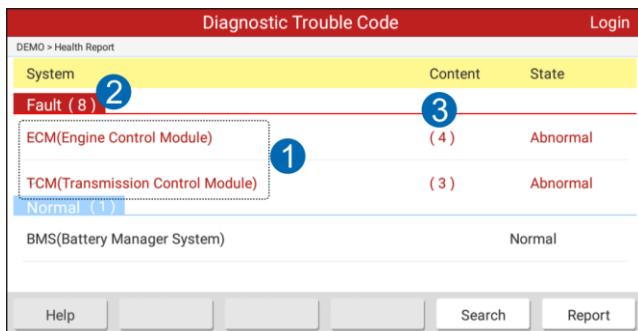 Diagnostic Trouble Code Login
DEMO > Health Report
System Content State
Fault ( 8 ) 2
3
ECM(Engine Control Module) ( 4 ) Abnormal
1
TCM(Transmission Control Module) ( 3 ) Abnormal
Normal ( 1 )
BMS(Battery Manager System) Normal
Help Search Report